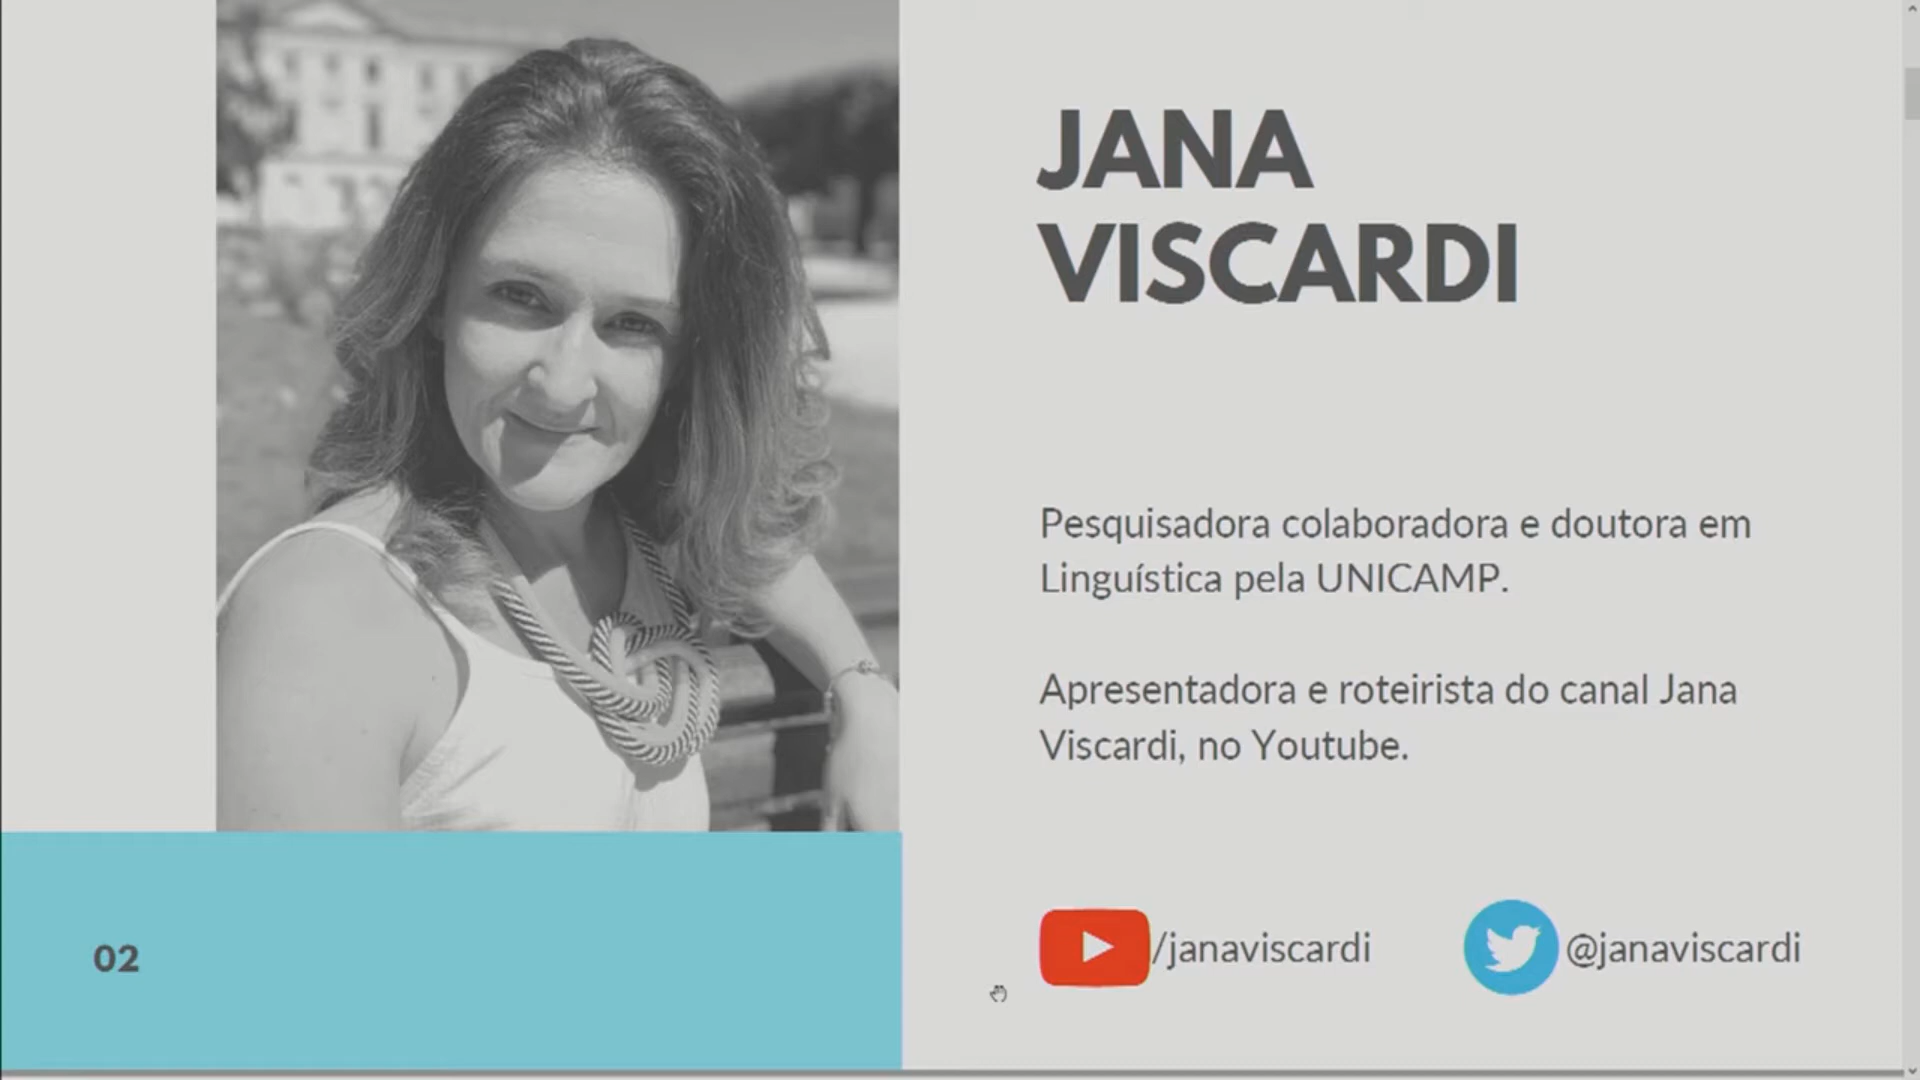 JANA
VISCARDI
Pesquisadora colaboradora e doutora em
Linguística pela UNICAMP.
Apresentadora e roteirista do canal Jana
Viscardi, no Youtube.
/janaviscardi
@janaviscardi
02